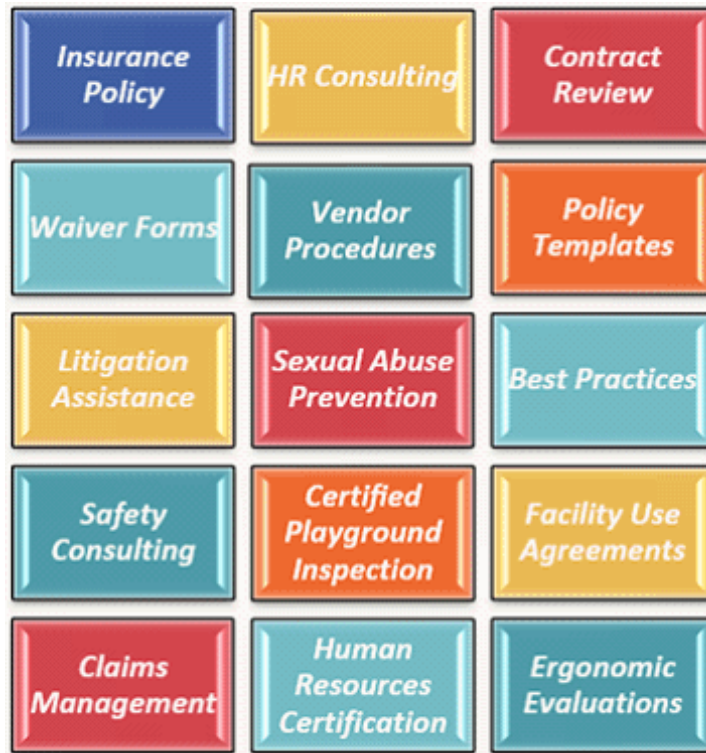 Insurance
Policy
HR Consulting
Contract
Review
Waiver Forms
Vendor
Procedures
Policy
Templates
Litigation
Assistance
Sexual Abuse
Prevention
Best Practices
Safety
Consulting
Certified
Playground
Inspection
Facility Use
Agreements
Claims
Management
Human
Resources
Certification
Ergonomic
Evaluations